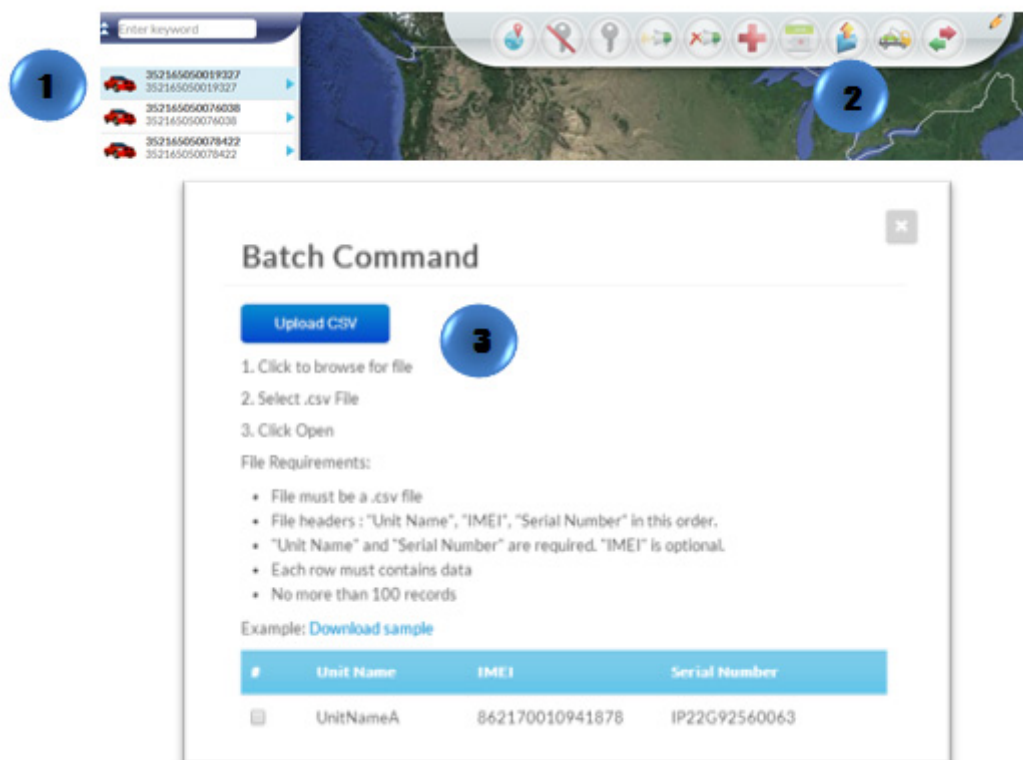 Enter keyword
1
352165050019327
352165050019327
352165050076038
352165050076038
352165050078422
352165050078422
2
Batch Command
Upload CSV
3
1. Click to browse for file
2. Select .csv File
3. Click Open
File Requirements:
• File must be a .csv file
• File headers : "Unit Name", "IMEI", "Serial Number" in this order.
• "Unit Name" and "Serial Number" are required. "IMEI" is optional.
• Each row must contains data
• No more than 100 records
Example: Download sample
# Unit Name IMEI Serial Number
UnitNameA 862170010941878 IP22G92560063